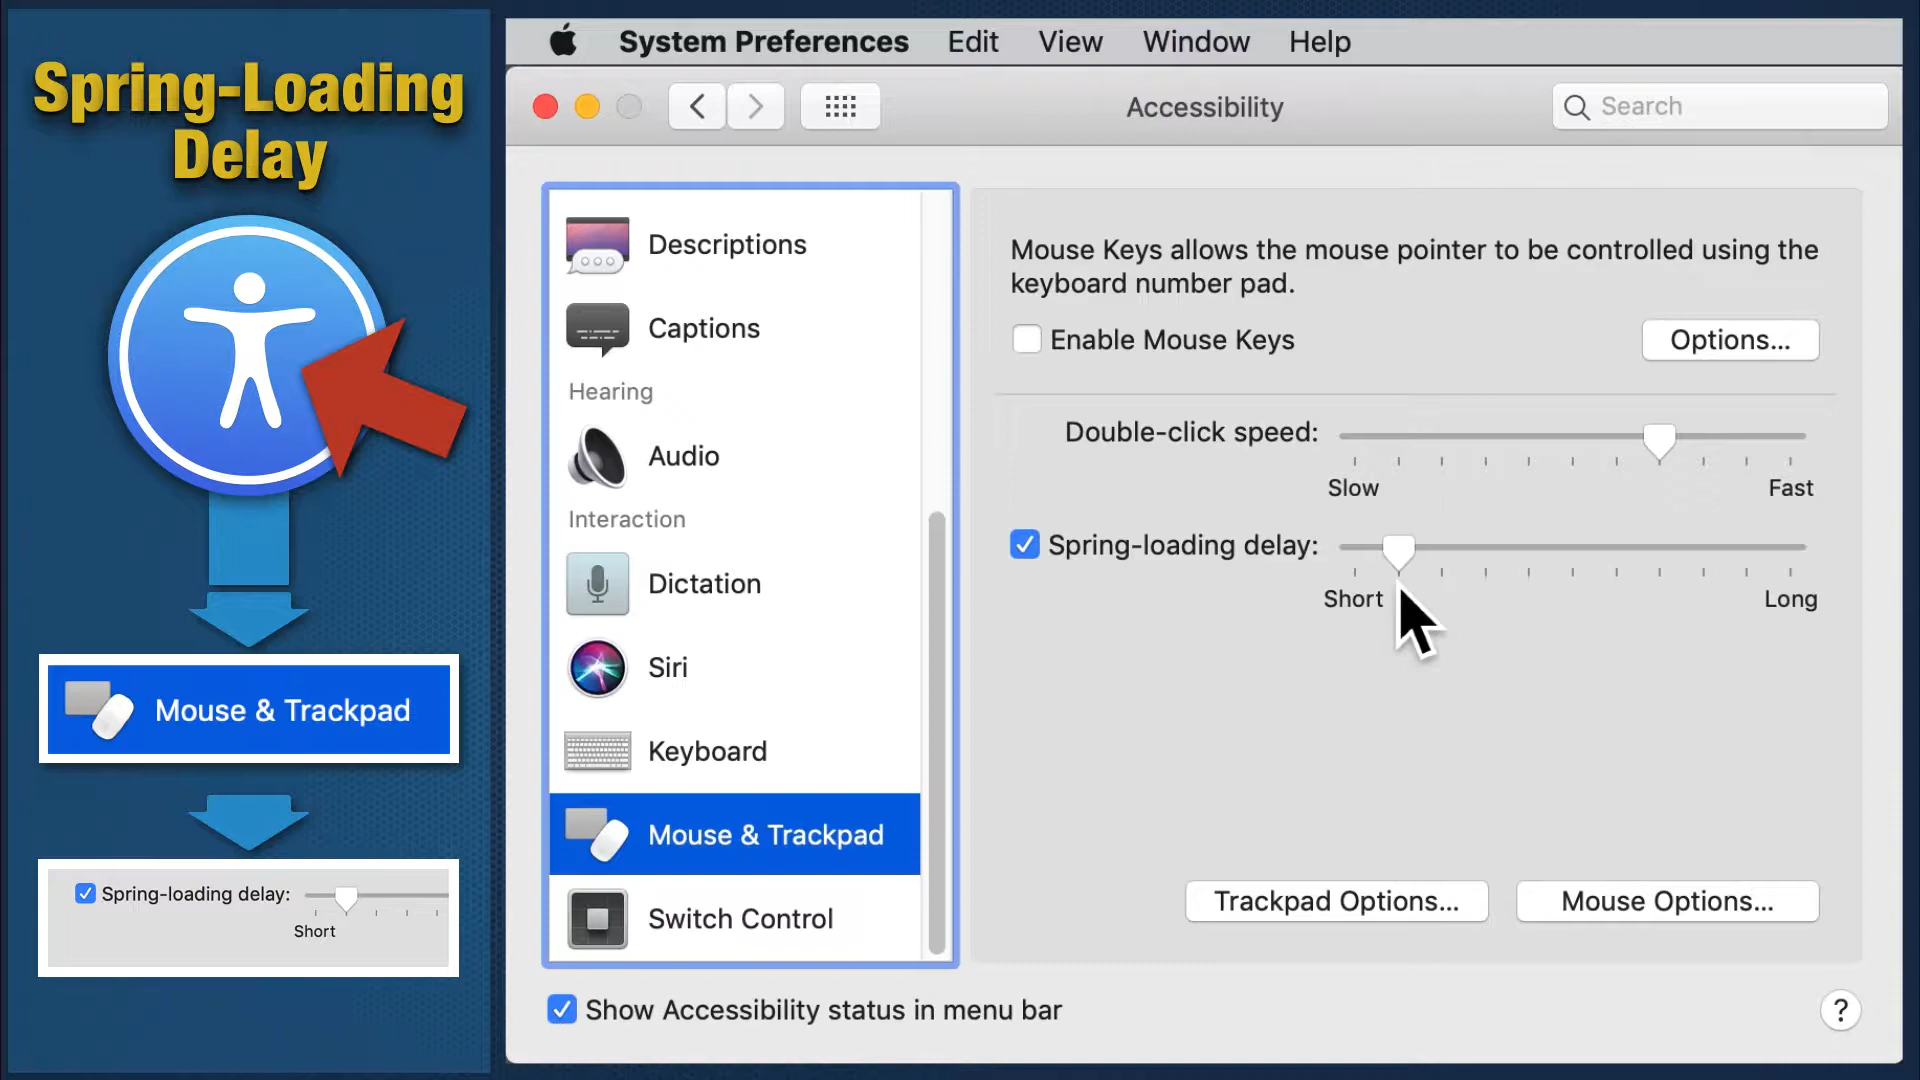 Spring-Loading
Delay
Mouse & Trackpad
Spring-loading delay:
Short
System Preferences Edit View Window Help
Accessibility
Search
Descriptions
Captions
Hearing
Audio
Interaction
Dictation
Siri
Keyboard
Mouse & Trackpad
Switch Control
Mouse Keys allows the mouse pointer to be controlled using the
keyboard number pad.
Enable Mouse Keys
Options...
Double-click speed:
Slow Fast
Spring-loading delay:
Short Long
Trackpad Options... Mouse Options...
Show Accessibility status in menu bar
?